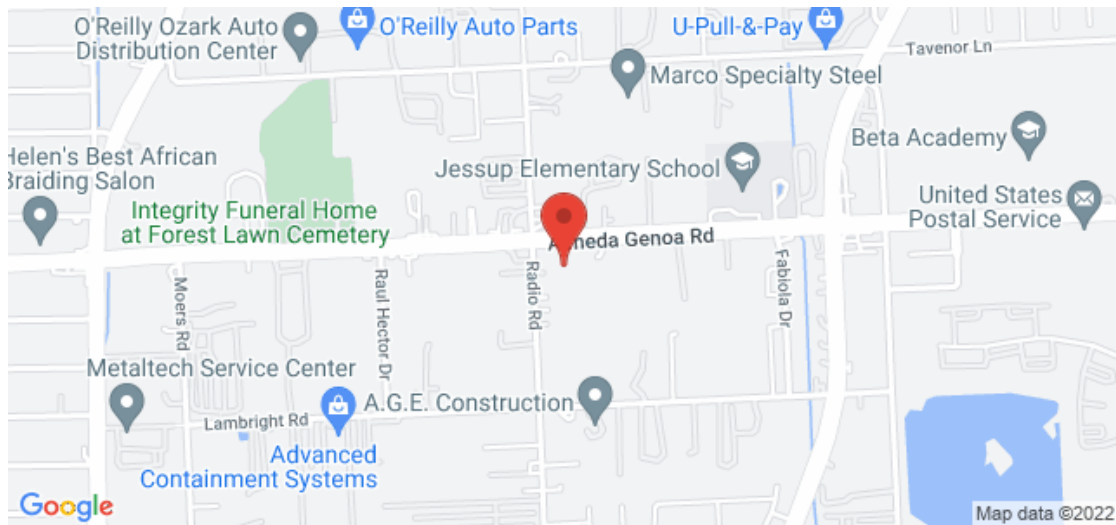 O'Reilly Ozark Auto
Distribution Center
O'Reilly Auto Parts
U-Pull-&-Pay
Tavenor Ln
Marco Specialty Steel
Beta Academy
Helen's Best African
Braiding Salon
Jessup Elementary School
United States
Postal Service
Integrity Funeral Home
at Forest Lawn Cemetery
Genoa Rd
Moers Rd
Raul Hector Dr
Radio Rd
Fabiola Dr
Metaltech Service Center
A.G.E. Construction
Lambright Rd
Advanced
Containment Systems
Google
Map data ©2022